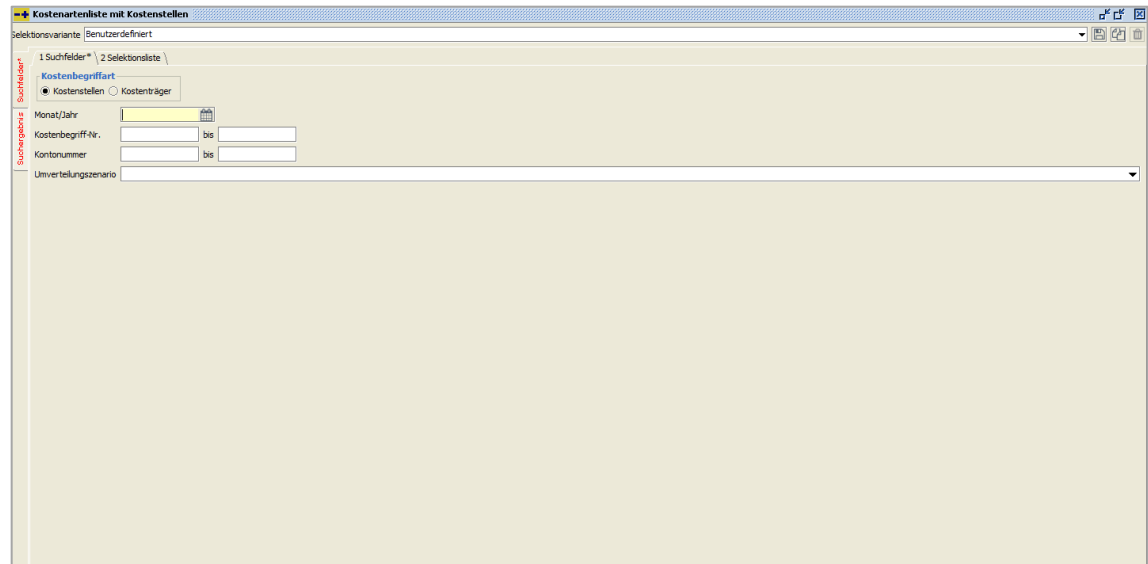 Kostenartenliste mit Kostenstellen
Selektionsvariante Benutzerdefiniert
1 Suchfelder* 2 Selektionsliste
Suchfelder*
Suchergebnis
Kostenbegriffart
Kostenstellen Kostenträger
Monat/Jahr
Kostenbegriff-Nr. bis
Kontonummer bis
Umverteilungszenario